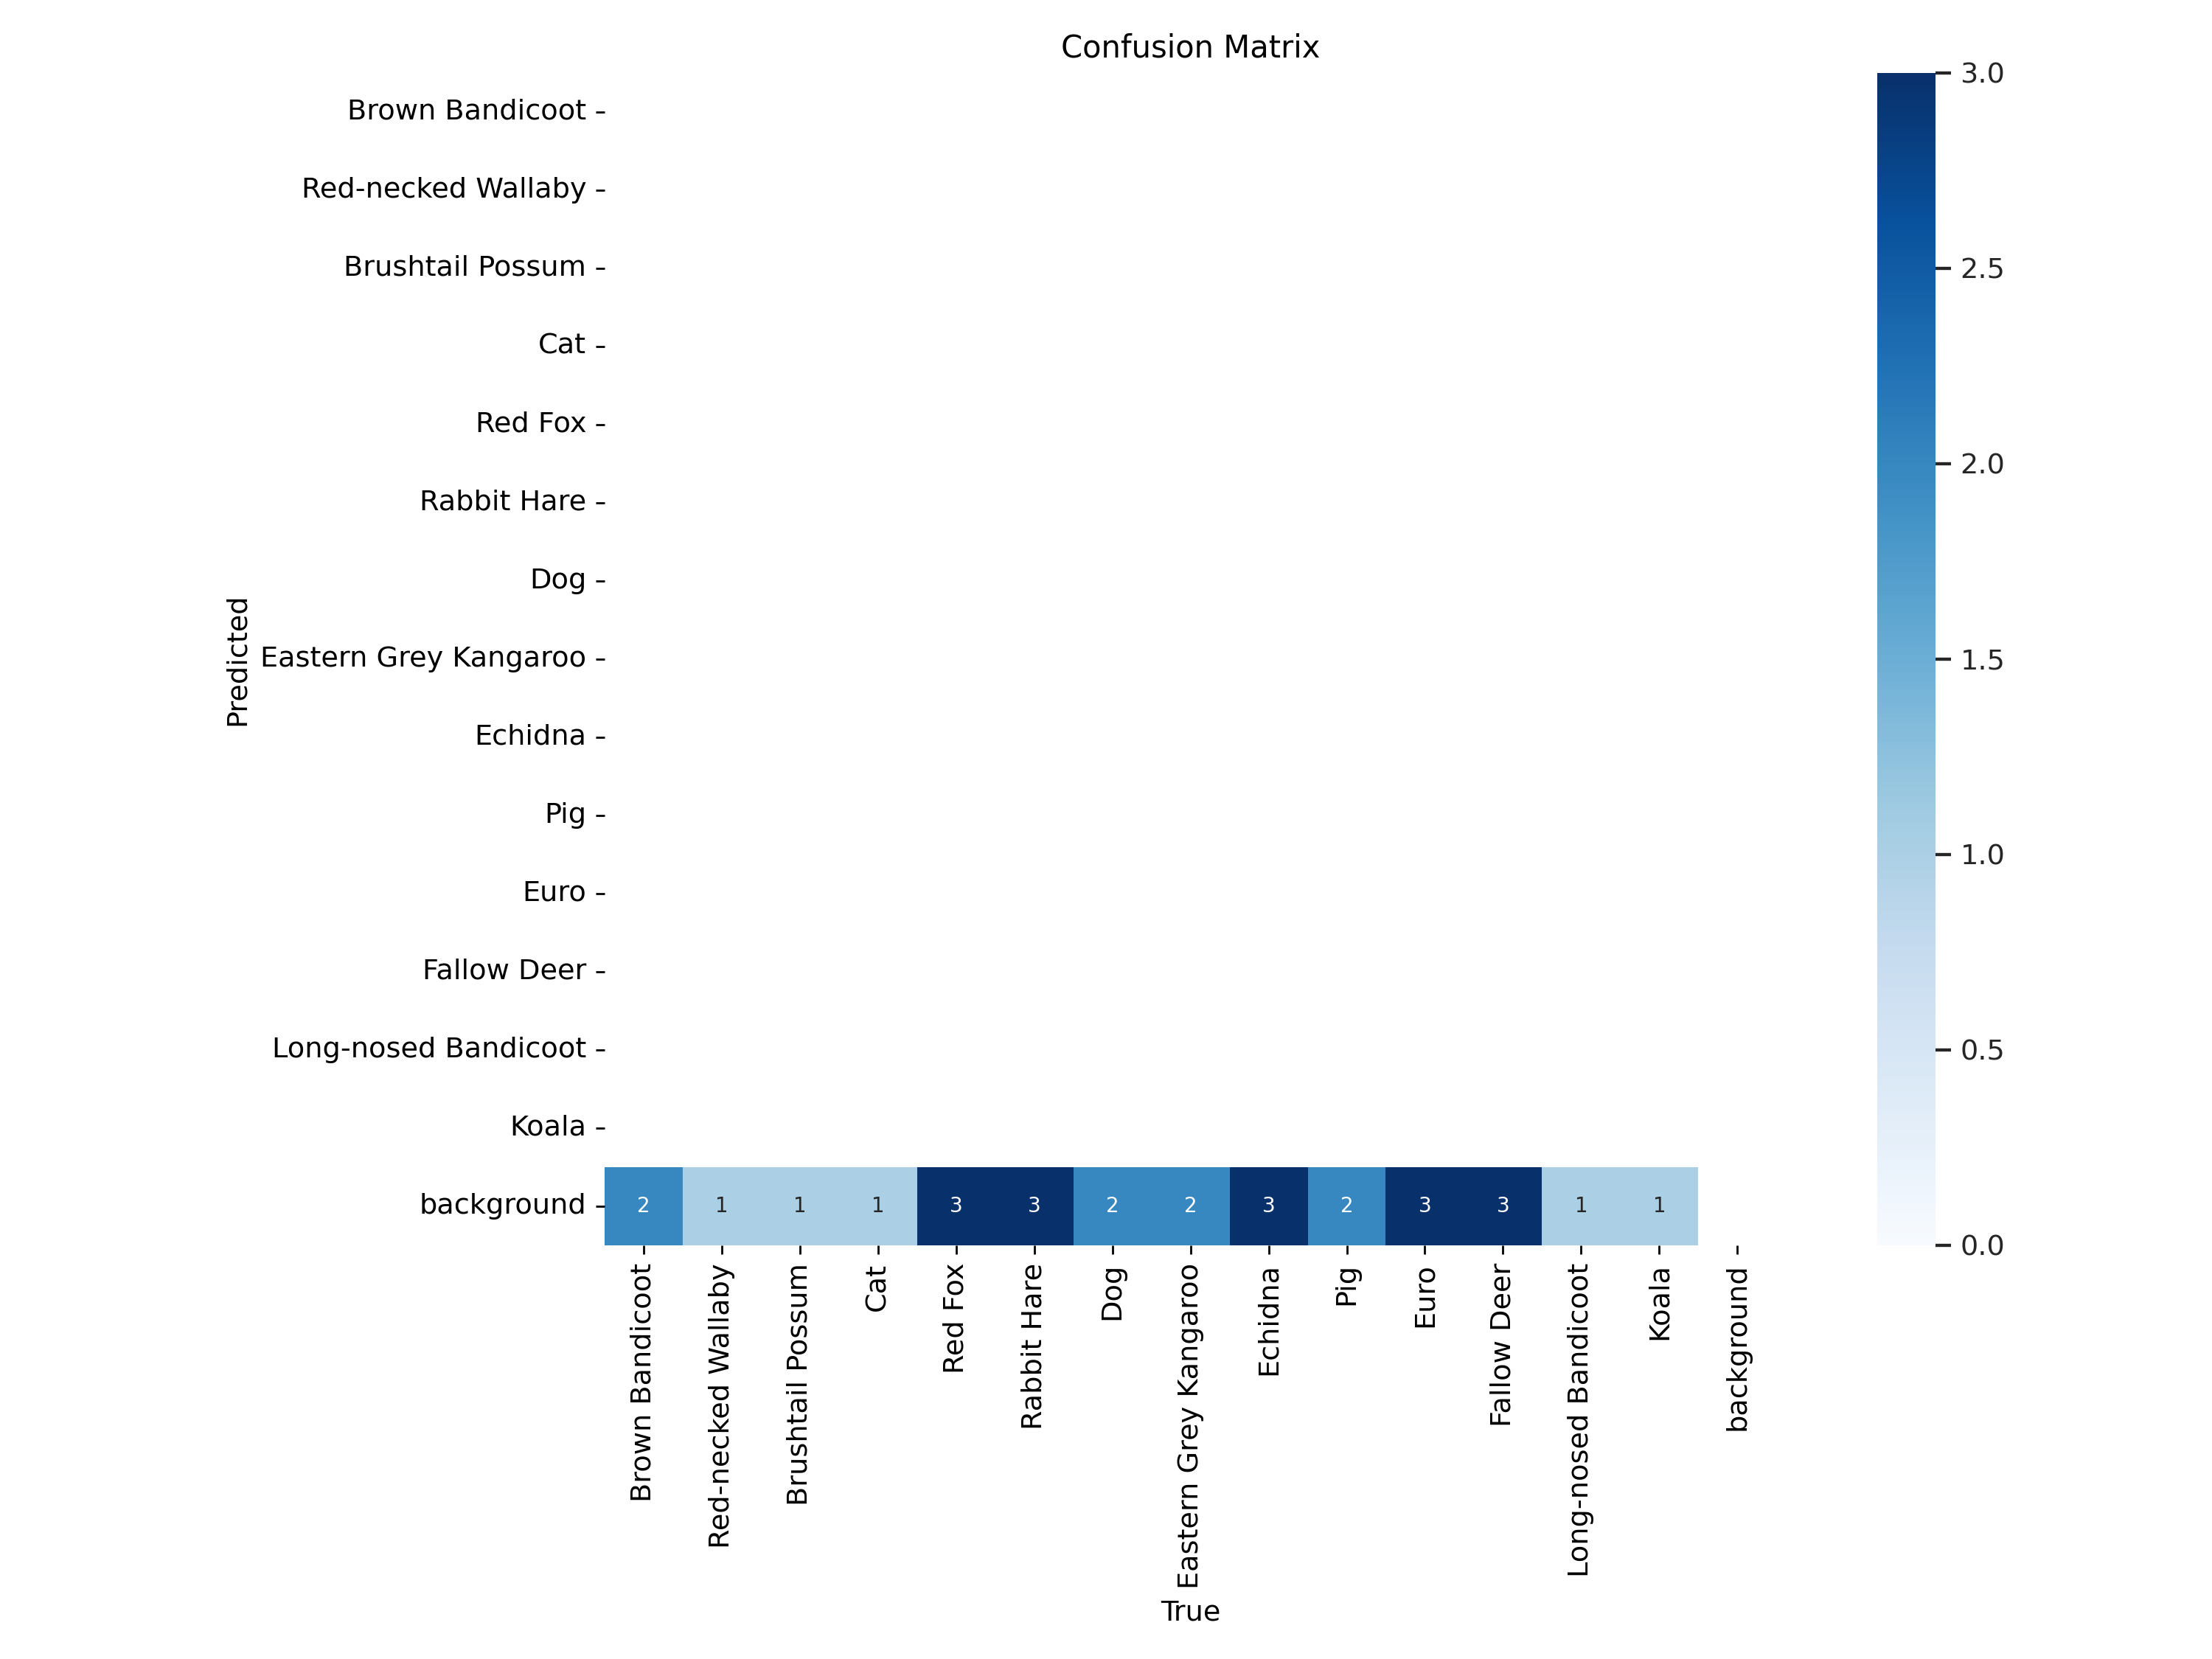 Confusion Matrix
Brown Bandicoot
Red-necked Wallaby
Brushtail Possum
Cat
Red Fox
Rabbit Hare
Dog
Eastern Grey Kangaroo
Echidna
Pig
Euro
Fallow Deer
Long-nosed Bandicoot
Koala
background
Predicted
2 1 1 1 3 3 2 2 3 2 3 3 1 1
Brown Bandicoot
Red-necked Wallaby
Brushtail Possum
Cat
Red Fox
Rabbit Hare
Dog
Eastern Grey Kangaroo
Echidna
Pig
Euro
Fallow Deer
Long-nosed Bandicoot
Koala
background
True
3.0
2.5
2.0
1.5
1.0
0.5
0.0